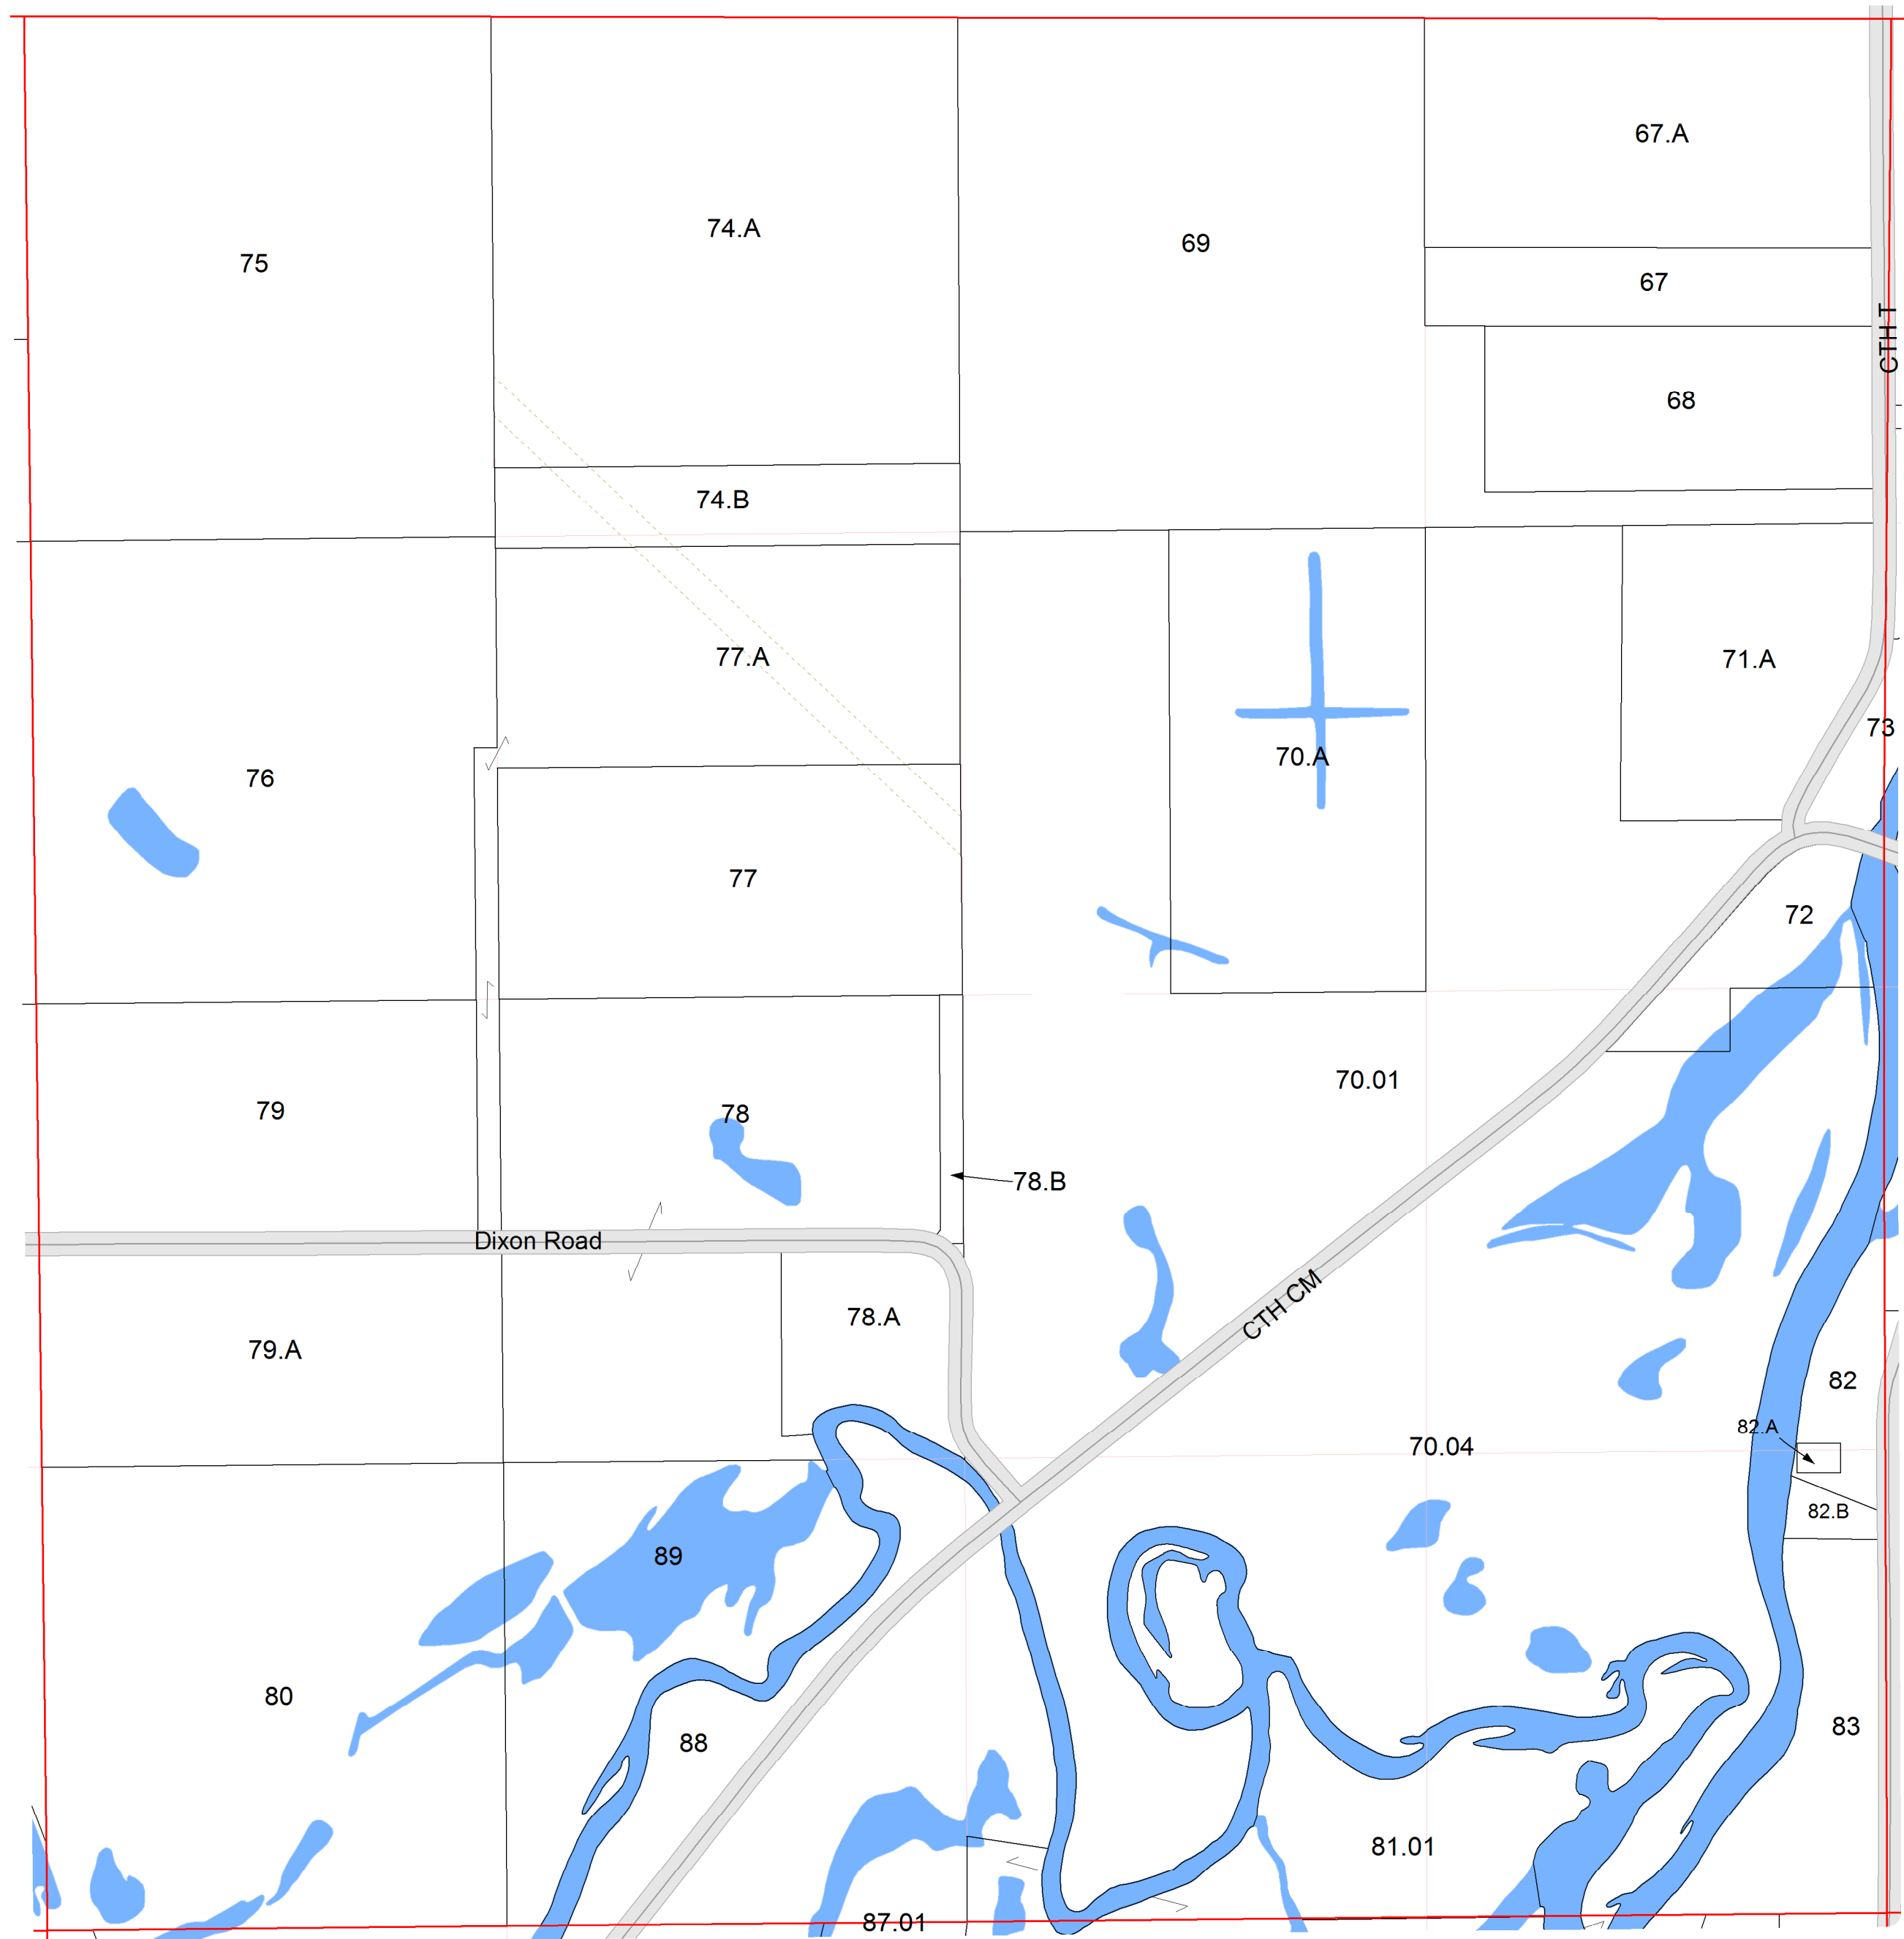 67.A
74.A
69
75
67
CTH T
68
74.B
77.A
71.A
73
70.A
76
77
72
70.01
79
78
78.B
Dixon Road
CTH CM
78.A
79.A
82
82.A
70.04
82.B
89
80
83
88
81.01
87.01